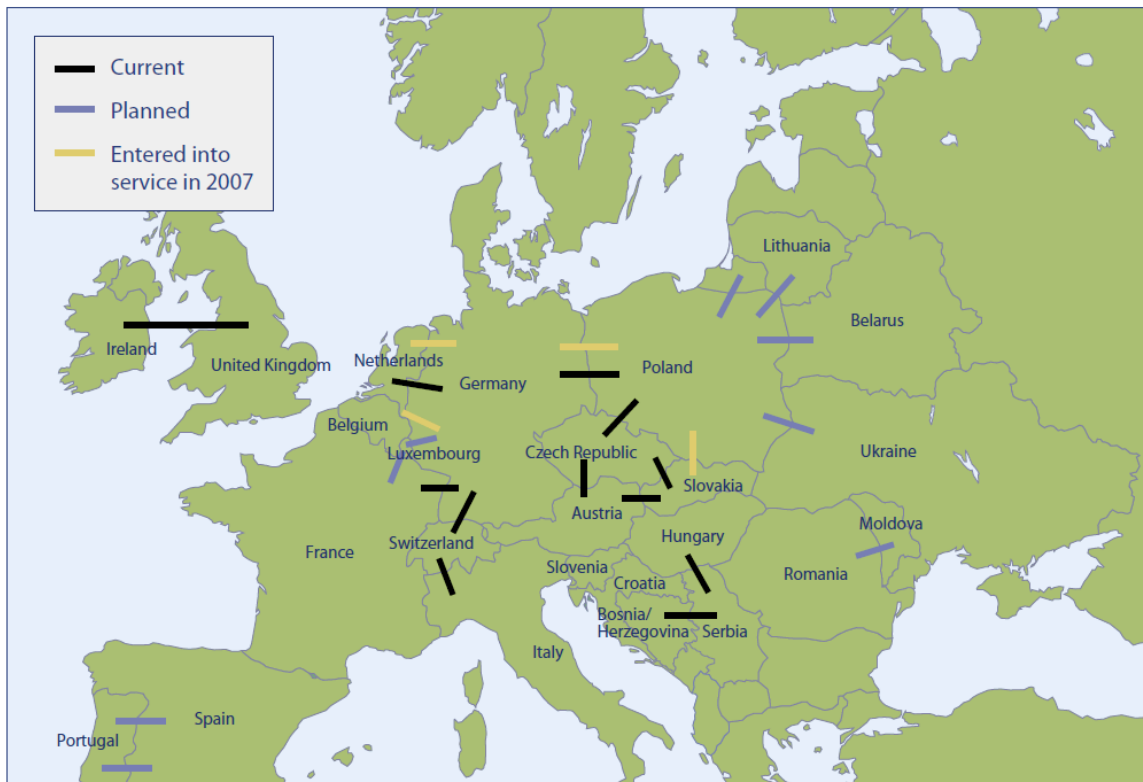 Current
Planned
Entered into
service in 2007
Lithuania
Belarus
Ireland
United Kingdom
Netherlands
Germany
Poland
Belgium
Luxembourg
Czech Republic
Ukraine
Slovakia
Austria
Moldova
France
Switzerland
Hungary
Slovenia
Romania
Croatia
Bosnia/
Herzegovina
Serbia
Italy
Spain
Portugal